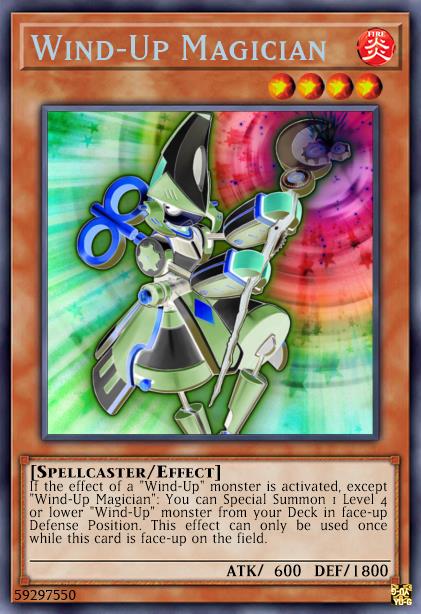 WIND-UP MAGICIAN
FIRE
炎
[SPELLCASTER/EFFECT]
If the effect of a "Wind-Up" monster is activated, except
"Wind-Up Magician": You can Special Summon 1 Level 4
or lower "Wind-Up" monster from your Deck in face-up
Defense Position. This effect can only be used once
while this card is face-up on the field.
ATK/ 600 DEF/1800
59297550